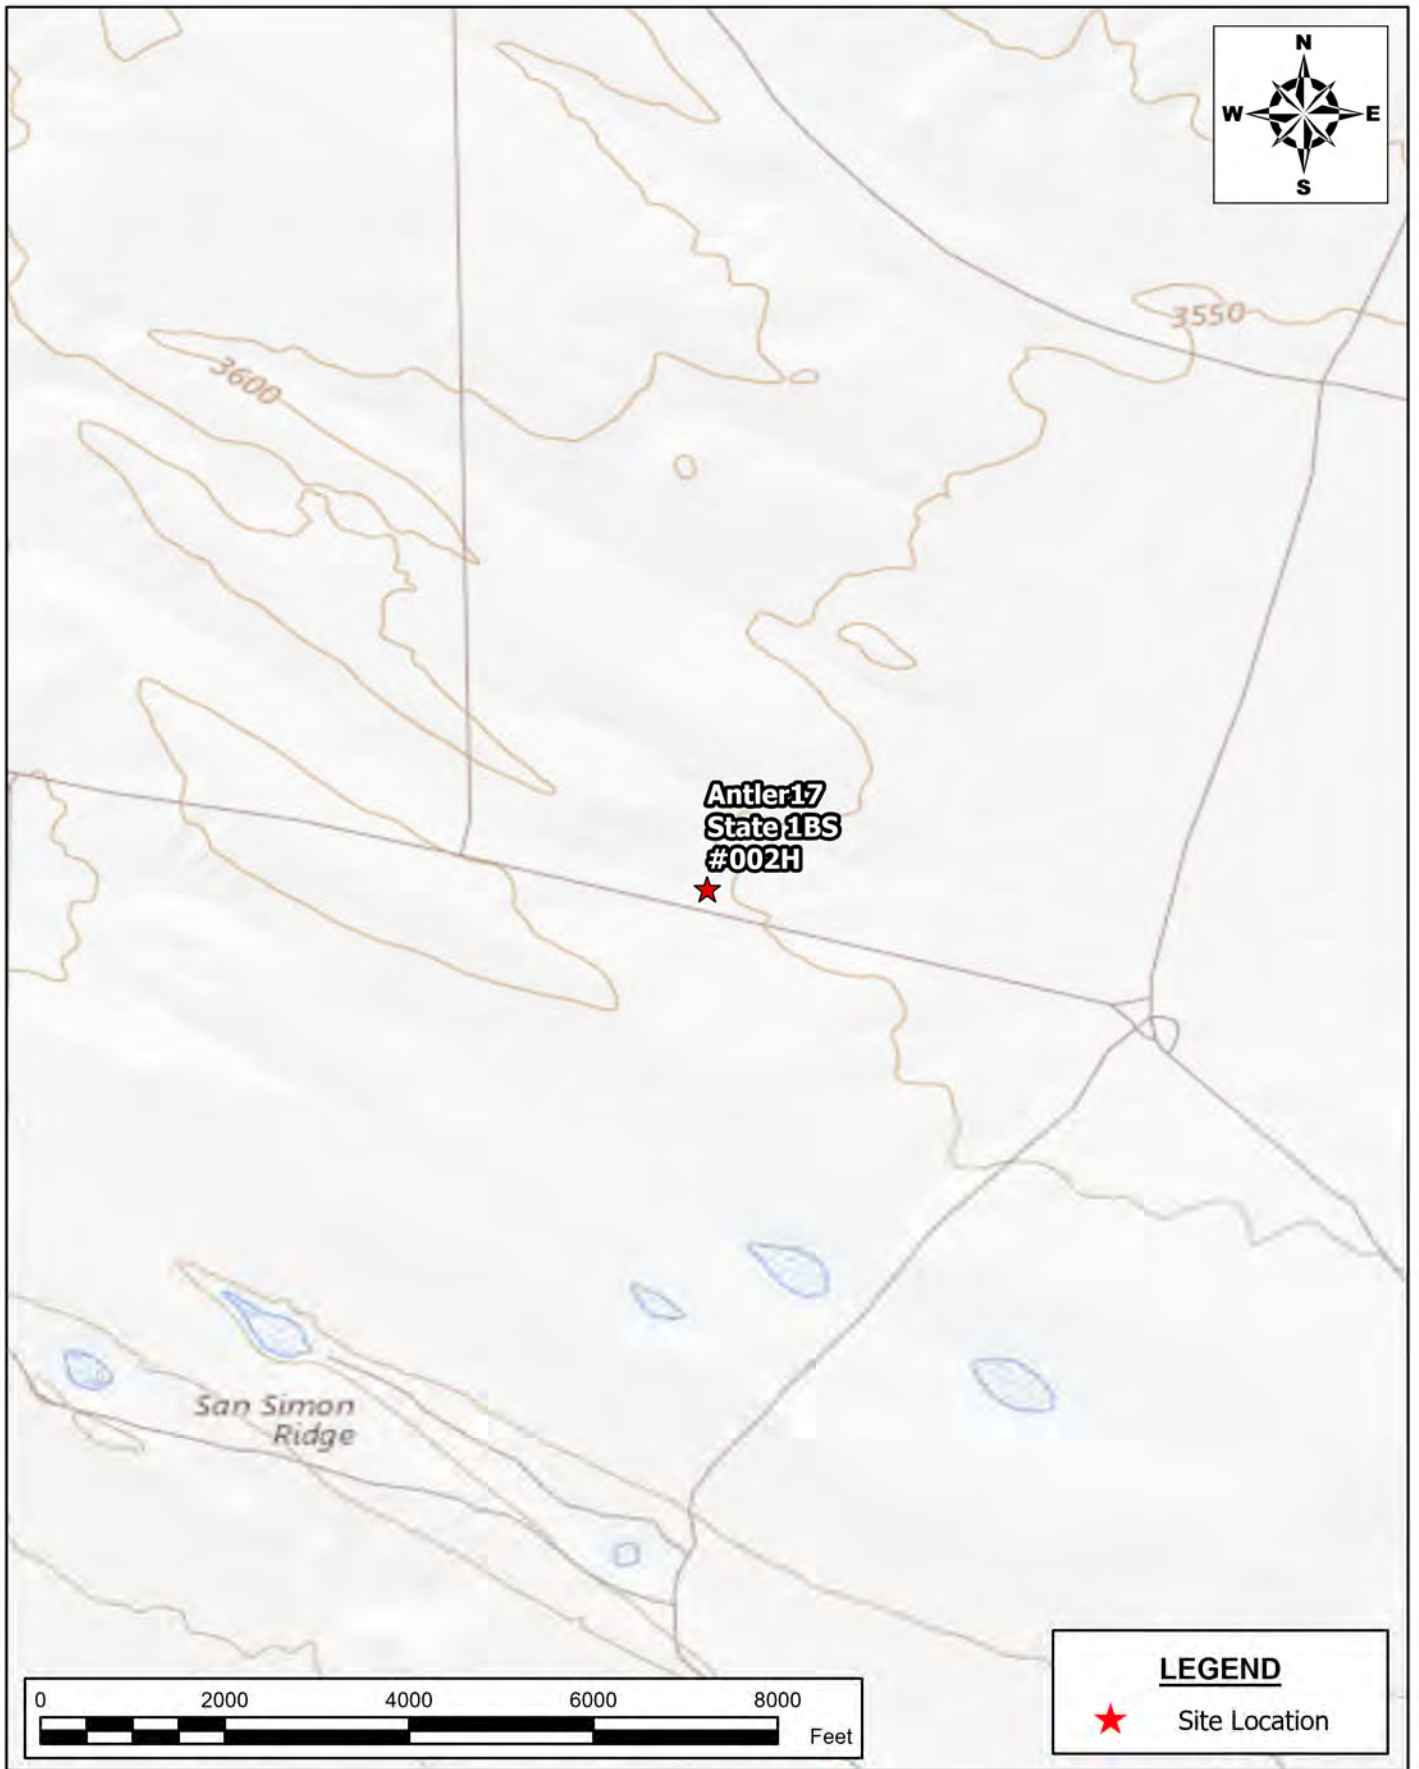 N
W E
S
3550
3600
Antler17
State 1BS
#002H
San Simon
Ridge
0 2000 4000 6000 8000
Feet
LEGEND
Site Location